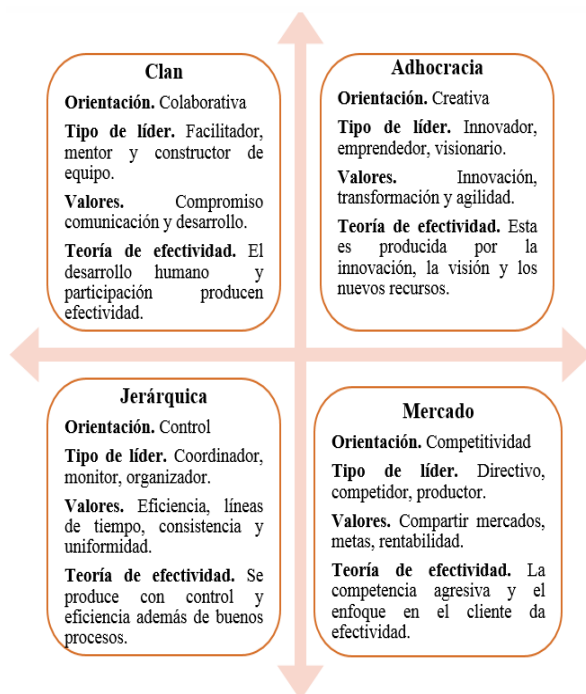 Clan
Orientación. Colaborativa
Tipo de líder. Facilitador,
mentor y constructor de
equipo.
Valores. Compromiso
comunicación y desarrollo.
Teoría de efectividad. El
desarrollo humano y
participación producen
efectividad.
Adhocracia
Orientación. Creativa
Tipo de líder. Innovador,
emprendedor, visionario.
Valores. Innovación,
transformación y agilidad.
Teoría de efectividad. Esta
es producida por la
innovación, la visión y los
nuevos recursos.
Jerárquica
Orientación. Control
Tipo de líder. Coordinador,
monitor, organizador.
Valores. Eficiencia, líneas
de tiempo, consistencia y
uniformidad.
Teoría de efectividad. Se
produce con control y
eficiencia además de buenos
procesos.
Mercado
Orientación. Competitividad
Tipo de líder. Directivo,
competidor, productor.
Valores. Compartir mercados,
metas, rentabilidad.
Teoría de efectividad. La
competencia agresiva y el
enfoque en el cliente da
efectividad.